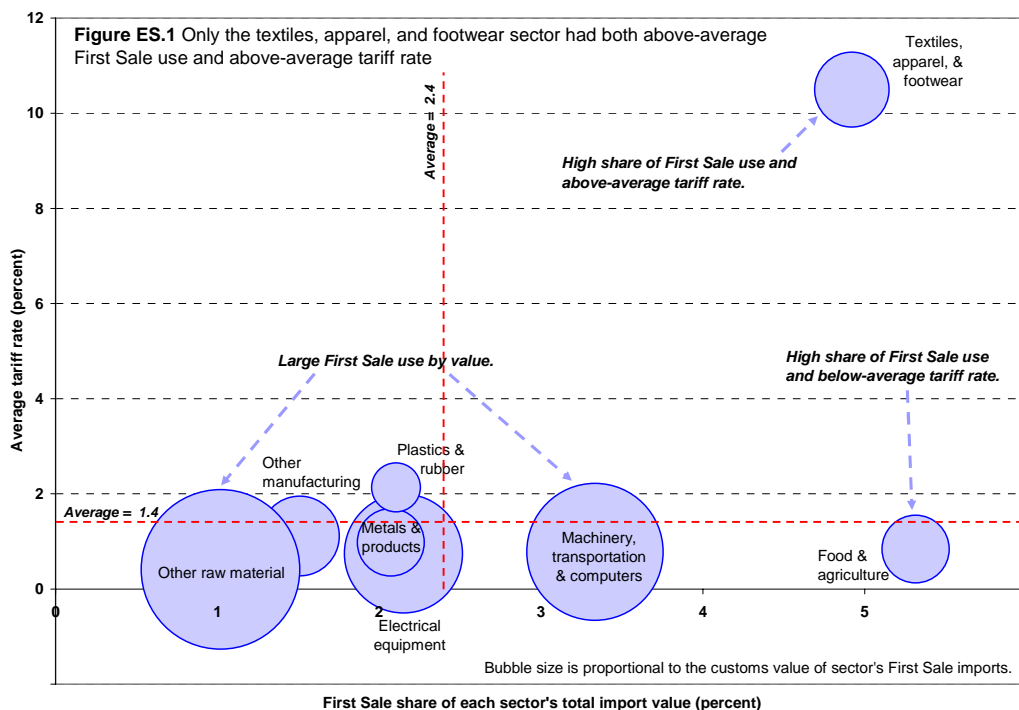 Figure ES.1 Only the textiles, apparel, and footwear sector had both above-average
First Sale use and above-average tariff rate
12
10
8
6
4
2
0
Average tariff rate (percent)
Average = 2.4
Textiles,
apparel, &
footwear
High share of First Sale use and
above-average tariff rate.
Large First Sale use by value.
High share of First Sale use
and below-average tariff rate.
Other
manufacturing
Plastics &
rubber
Average = 1.4
Metals &
products
Other raw material
Machinery,
transportation
& computers
Food &
agriculture
0
1
2
3
4
5
Electrical
equipment
Bubble size is proportional to the customs value of sector's First Sale imports.
First Sale share of each sector's total import value (percent)